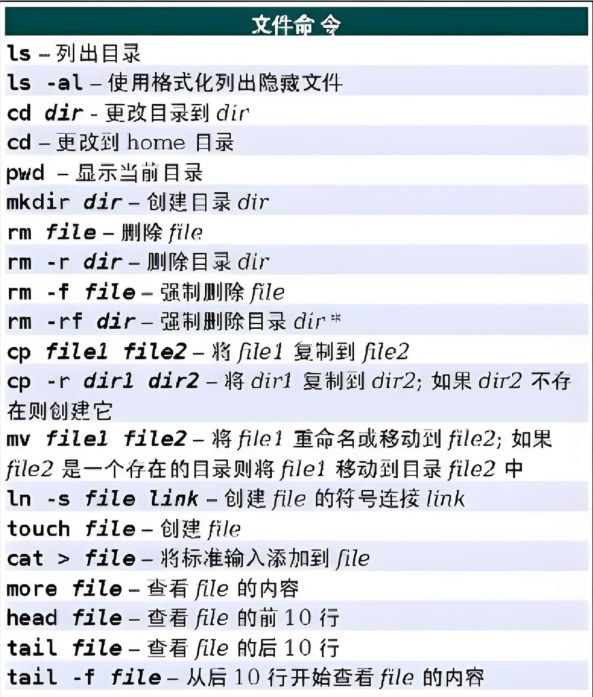 文件命 令
ls – 列出目录
ls -al – 使用格式化列出隐藏文件
cd dir - 更改目录到 dir
cd – 更改到 home 目录
pwd – 显示当前目录
mkdir dir – 创建目录 dir
rm file – 删除 file
rm -r dir – 删除目录 dir
rm -f file – 强制删除 file
rm -rf dir – 强制删除目录 dir *
cp file1 file2 – 将 file1 复制到 file2
cp -r dir1 dir2 – 将 dir1 复制到 dir2; 如果 dir2 不存
在则创建它
mv file1 file2 – 将 file1 重命名或移动到 file2; 如果
file2 是一个存在的目录则将 file1 移动到目录 file2 中
ln -s file link – 创建 file 的符号连接 link
touch file – 创建 file
cat > file – 将标准输入添加到 file
more file – 查看 file 的内容
head file – 查看 file 的前 10 行
tail file – 查看 file 的后 10 行
tail -f file – 从后 10 行开始查看 file 的内容